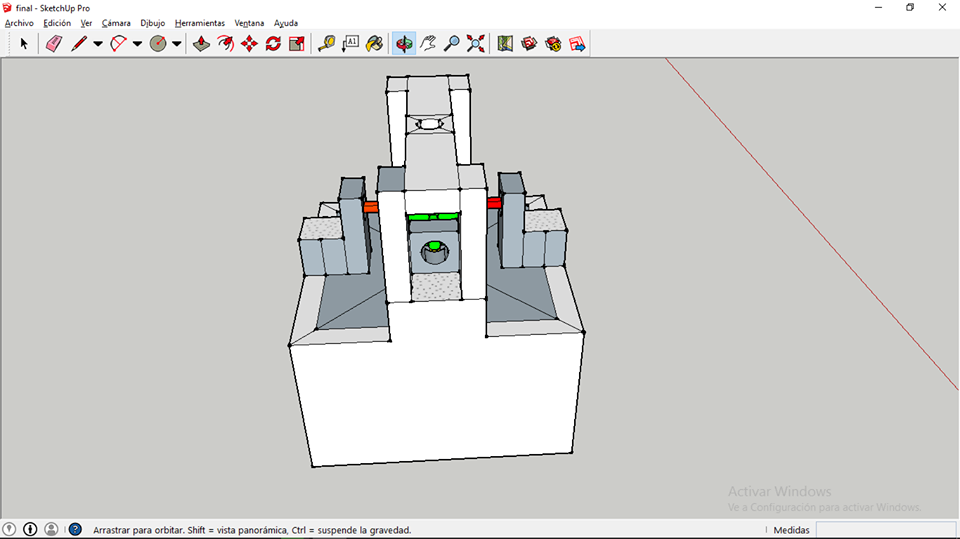 final - SketchUp Pro
Archivo Edición Ver Cámara Dibujo Herramientas Ventana Ayuda
A1
Activar Windows
Ve a Configuración para activar Windows.
Arrastrar para orbitar. Shift = vista panorámica, Ctrl = suspende la gravedad.
Medidas